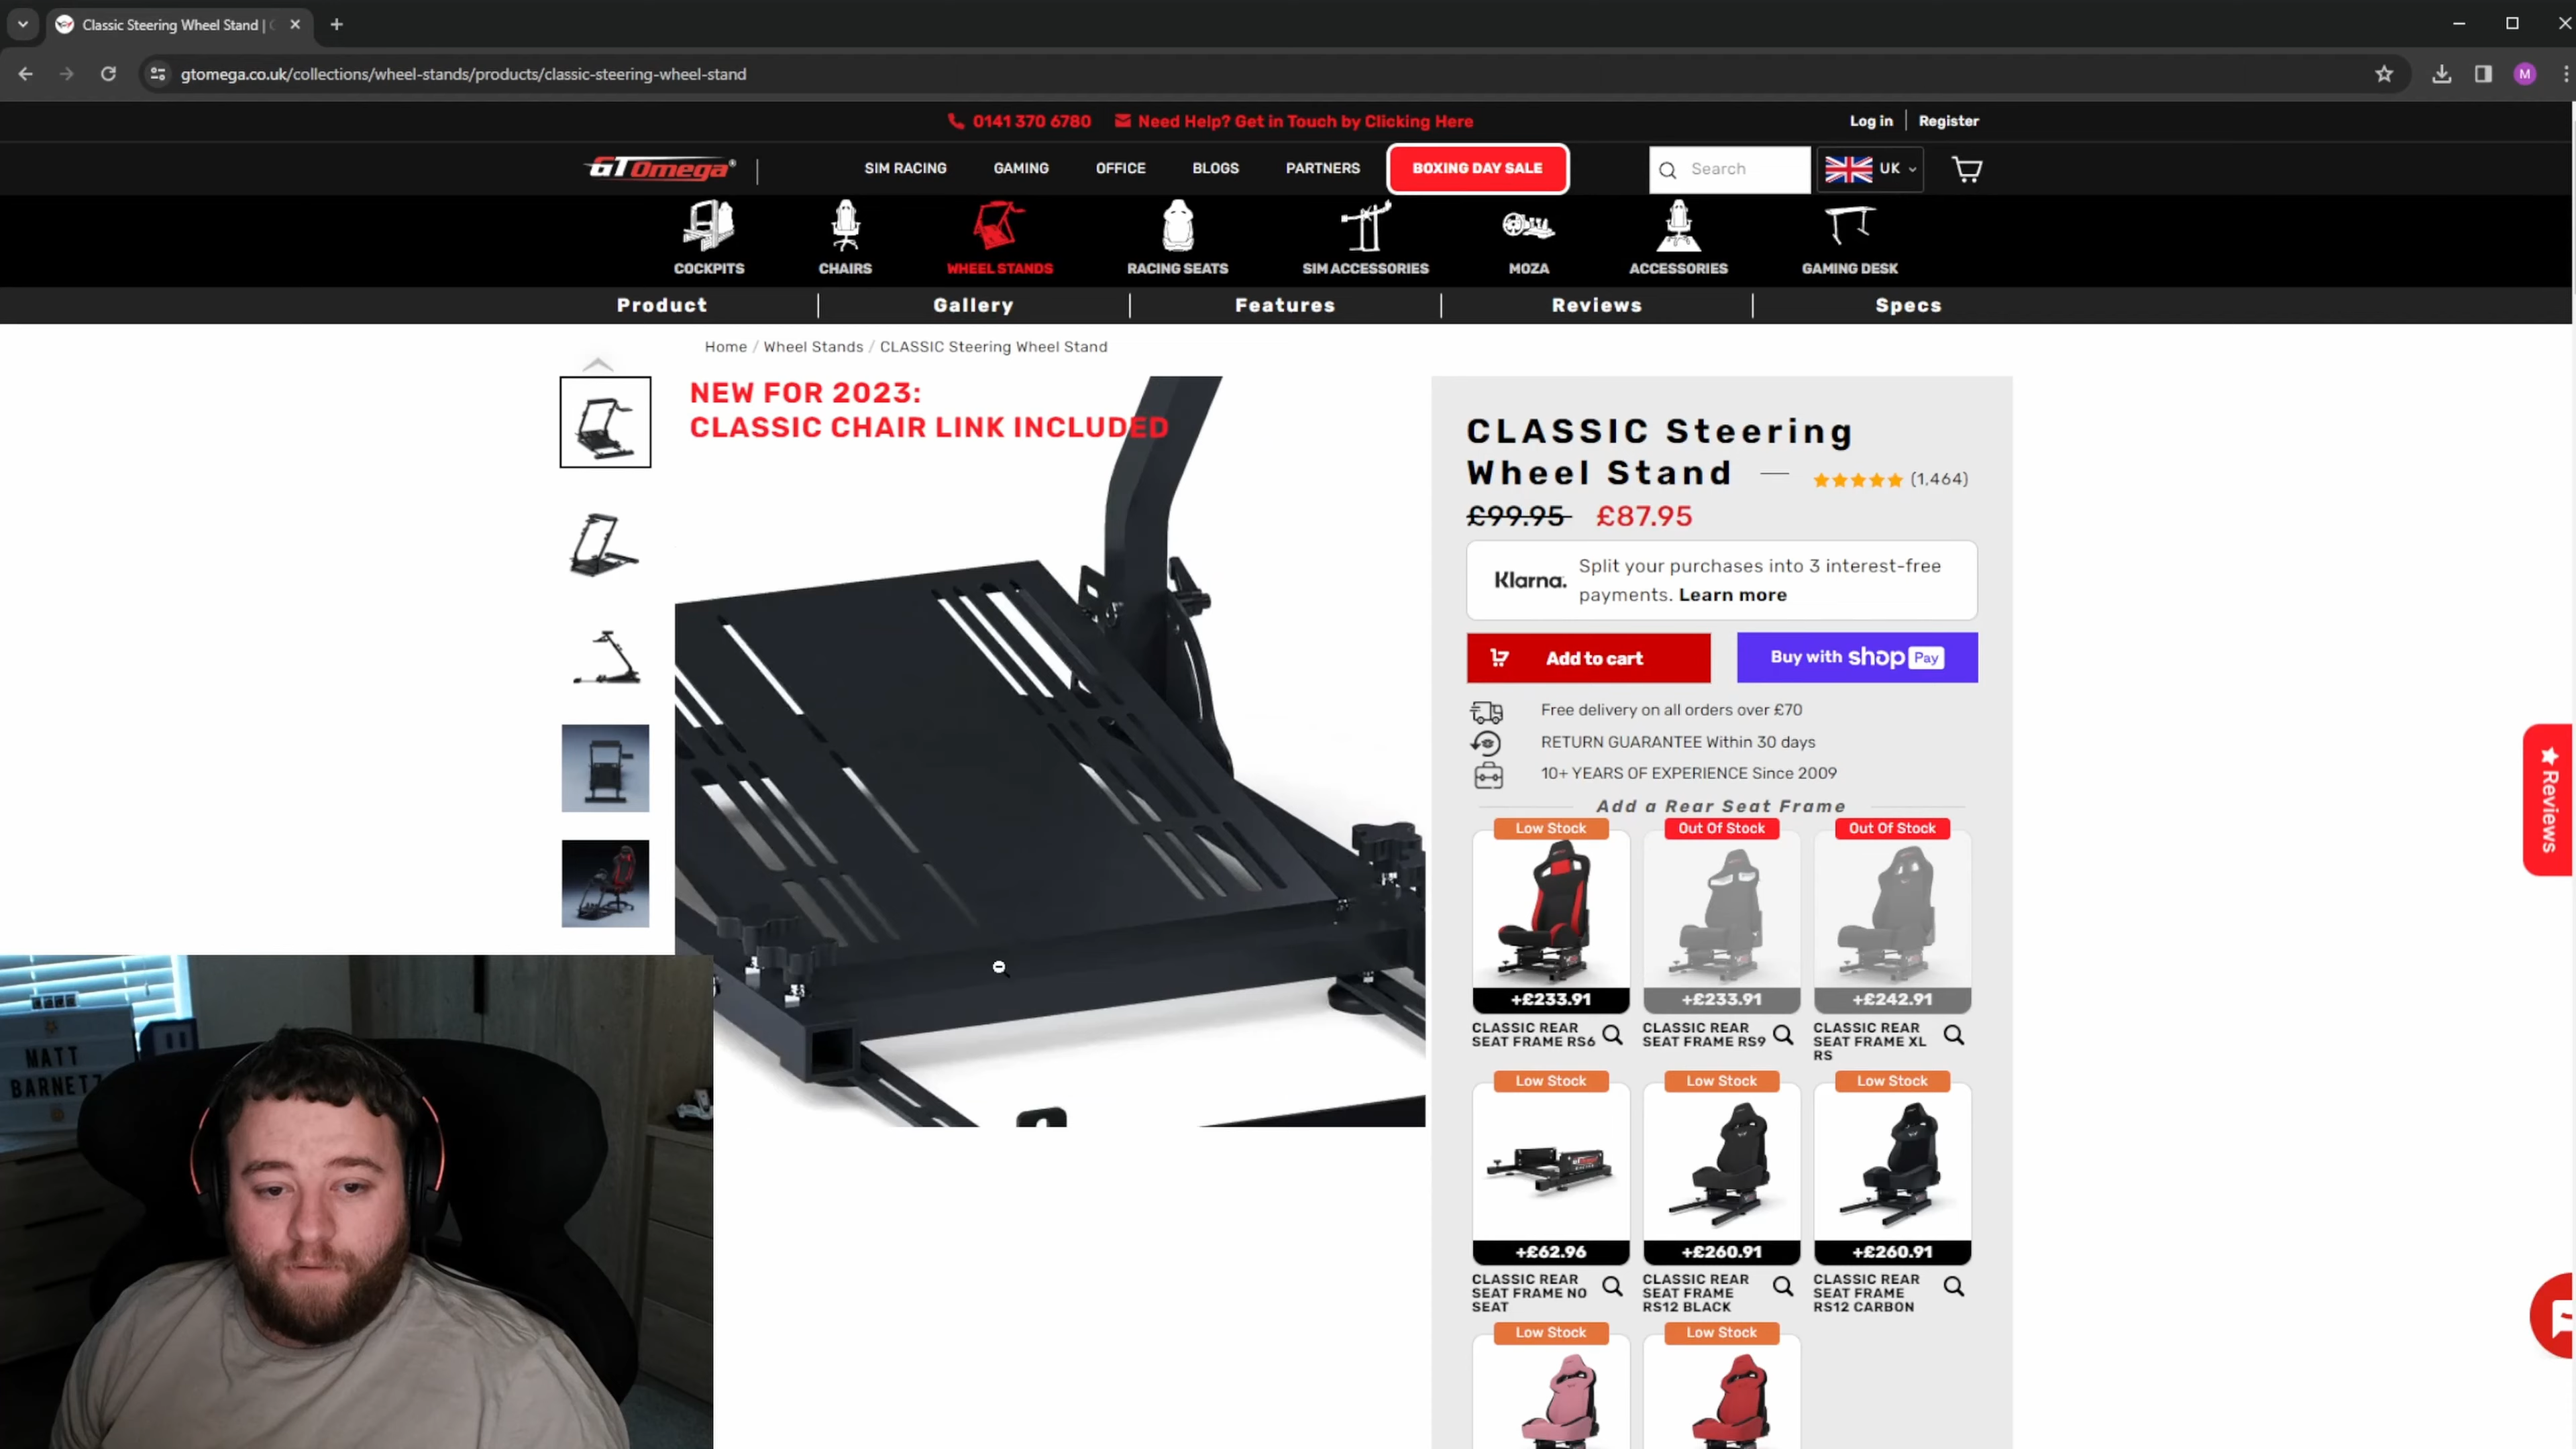 Classic Steering Wheel Stand |
gtomega.co.uk/collections/wheel-stands/products/classic-steering-wheel-stand
M
0141 370 6780
Need Help? Get in Touch by Clicking Here
Log in
Register
GTOmega®
SIM RACING
GAMING
OFFICE
BLOGS
PARTNERS
BOXING DAY SALE
Search
UK
COCKPITS
CHAIRS
WHEEL STANDS
RACING SEATS
SIM ACCESSORIES
MOZA
ACCESSORIES
GAMING DESK
Product
Gallery
Features
Reviews
Specs
Home / Wheel Stands / CLASSIC Steering Wheel Stand
NEW FOR 2023:
CLASSIC CHAIR LINK INCLUDED
CLASSIC Steering
Wheel Stand
(1,464)
£99.95 £87.95
Klarna.
Split your purchases into 3 interest-free
payments. Learn more
Add to cart
Buy with shop Pay
Free delivery on all orders over £70
RETURN GUARANTEE Within 30 days
10+ YEARS OF EXPERIENCE Since 2009
Add a Rear Seat Frame
Low Stock
Out Of Stock
Out Of Stock
+£233.91
+£233.91
+£242.91
CLASSIC REAR
SEAT FRAME RS6
CLASSIC REAR
SEAT FRAME RS9
CLASSIC REAR
SEAT FRAME XL
RS
Low Stock
Low Stock
Low Stock
+£62.96
+£260.91
+£260.91
CLASSIC REAR
SEAT FRAME NO
SEAT
CLASSIC REAR
SEAT FRAME
RS12 BLACK
CLASSIC REAR
SEAT FRAME
RS12 CARBON
Low Stock
Low Stock
Reviews
MATT
BARNETZ